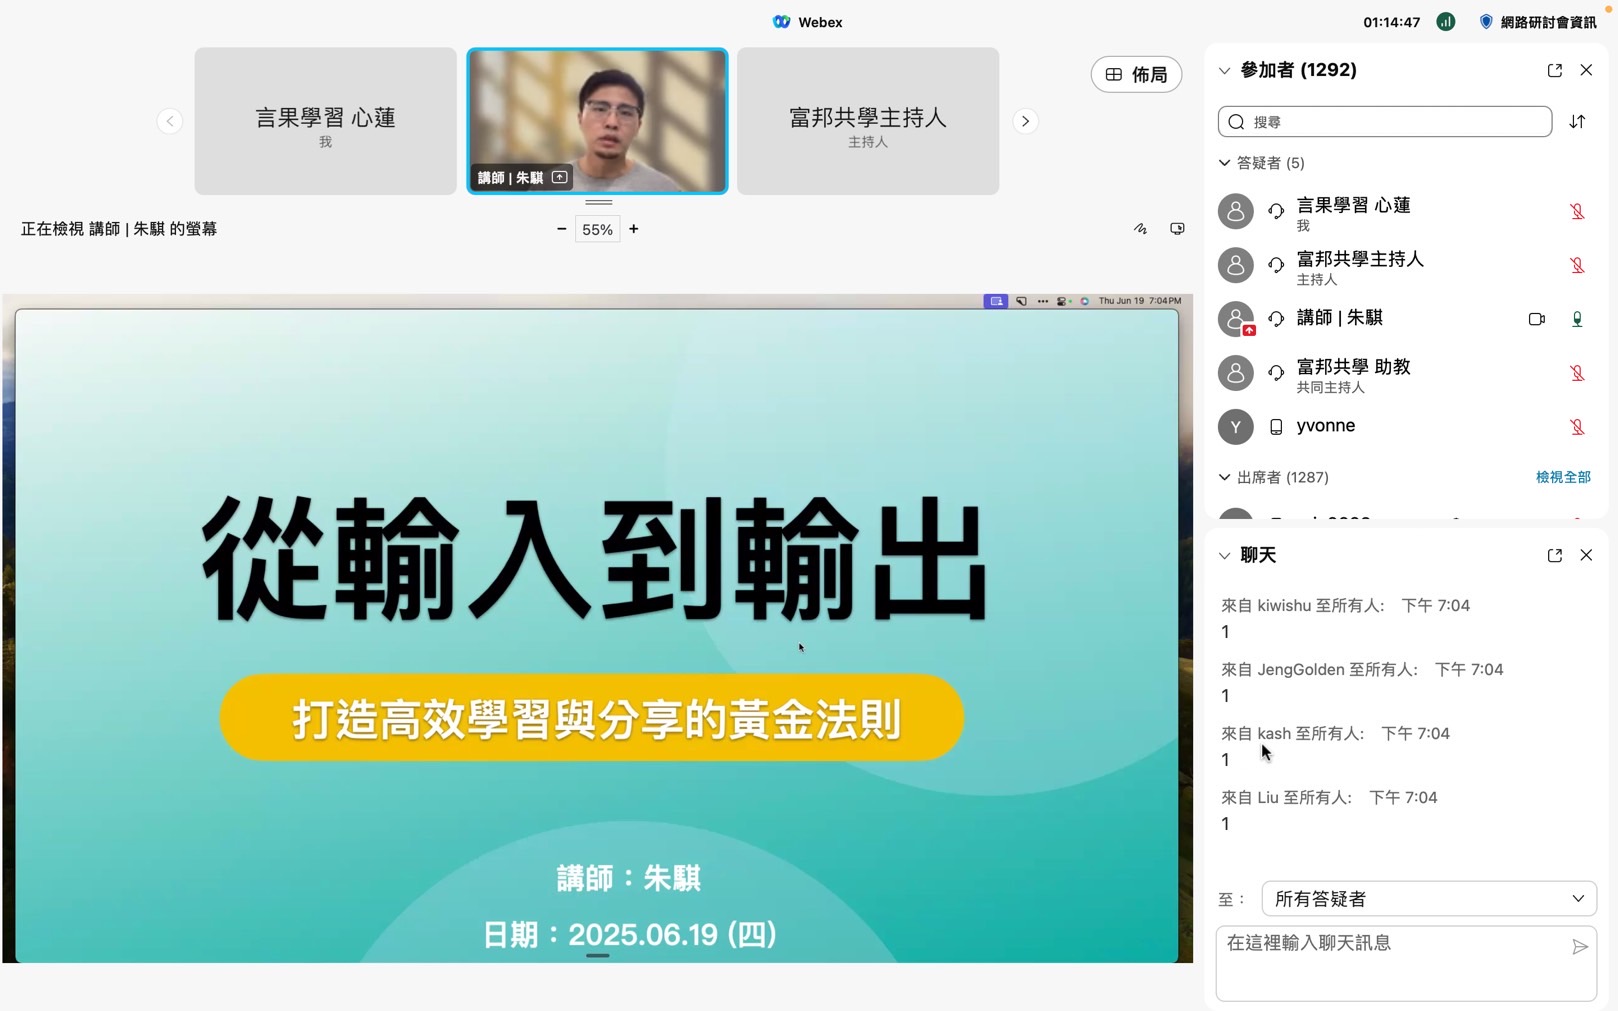 Webex
01:14:47
網路研討會資訊
言果學習 心蓮
我
講師 | 朱騏
富邦共學主持人
主持人
佈局
正在檢視 講師 | 朱騏 的螢幕
55%
Thu Jun 19 7:04 PM
從輸入到輸出
打造高效學習與分享的黃金法則
講師：朱騏
日期：2025.06.19 (四)
參加者 (1292)
搜尋
答疑者 (5)
言果學習 心蓮
我
富邦共學主持人
主持人
講師 | 朱騏
富邦共學 助教
共同主持人
Y
yvonne
出席者 (1287)
檢視全部
聊天
來自 kiwishu 至所有人: 下午 7:04
1
來自 JengGolden 至所有人: 下午 7:04
1
來自 kash 至所有人: 下午 7:04
1
來自 Liu 至所有人: 下午 7:04
1
至：
所有答疑者
在這裡輸入聊天訊息